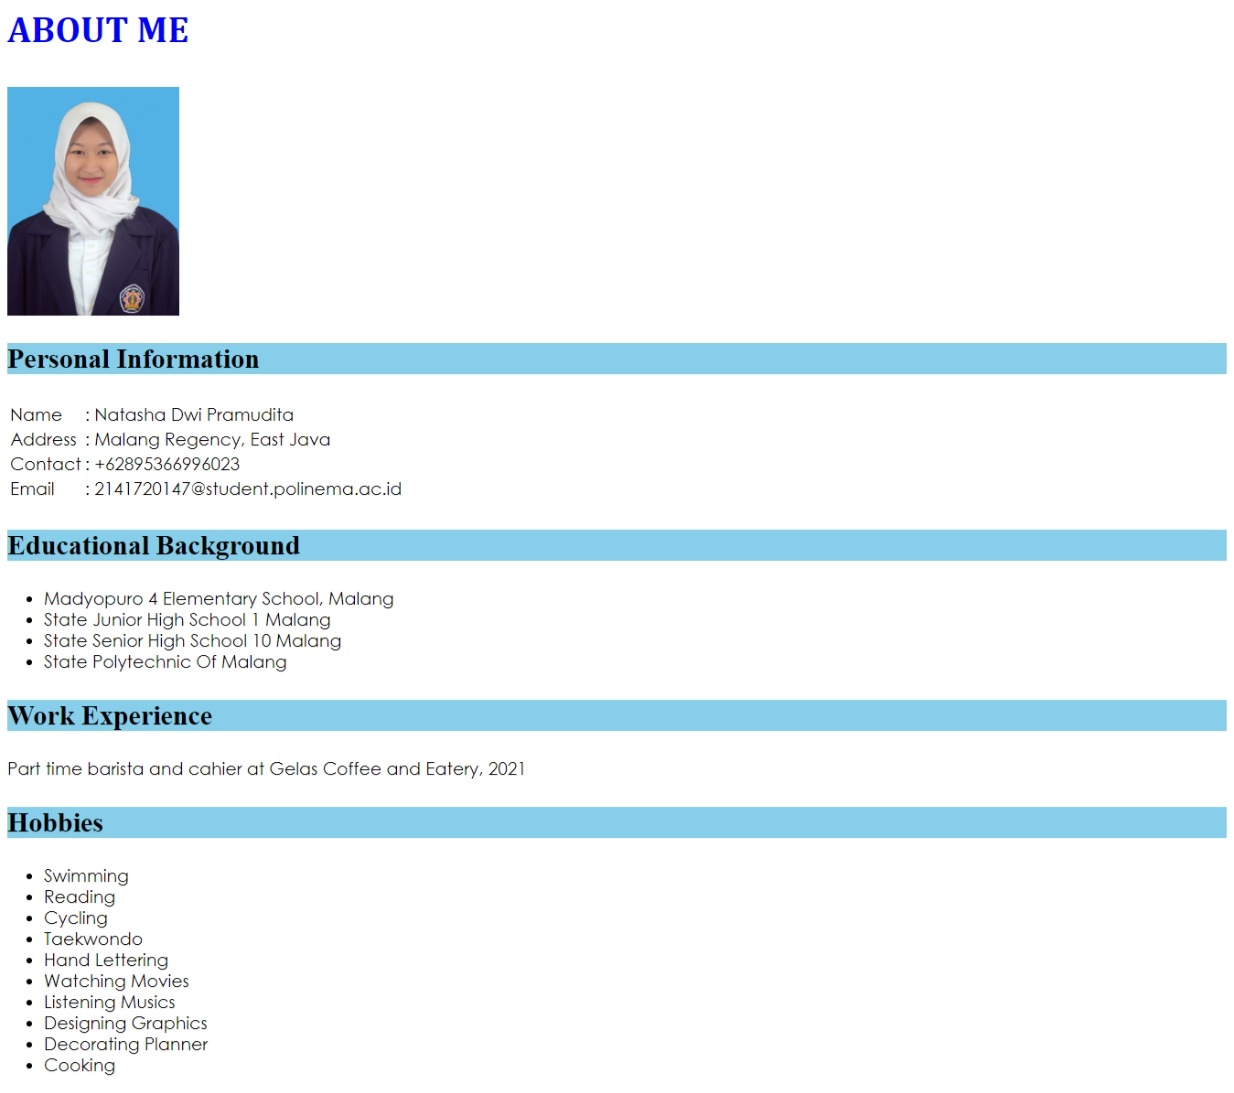 ABOUT ME
Personal Information
Name : Natasha Dwi Pramudita
Address : Malang Regency, East Java
Contact : +62895366996023
Email : 2141720147@student.polinema.ac.id
Educational Background
Madyopuro 4 Elementary School, Malang
State Junior High School 1 Malang
State Senior High School 10 Malang
State Polytechnic Of Malang
Work Experience
Part time barista and cahier at Gelas Coffee and Eatery, 2021
Hobbies
Swimming
Reading
Cycling
Taekwondo
Hand Lettering
Watching Movies
Listening Musics
Designing Graphics
Decorating Planner
Cooking